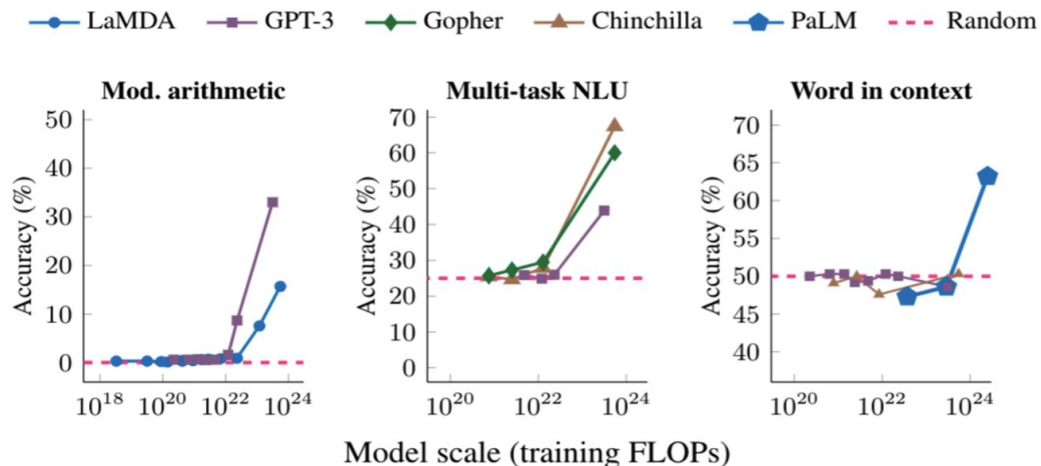 LaMDA GPT-3 Gopher Chinchilla PaLM Random
Mod. arithmetic
Accuracy (%)
50
40
30
20
10
0
10^18 10^20 10^22 10^24
Multi-task NLU
Accuracy (%)
70
60
50
40
30
20
10
0
10^20 10^22 10^24
Word in context
Accuracy (%)
70
65
60
55
50
45
40
10^20 10^22 10^24
Model scale (training FLOPs)